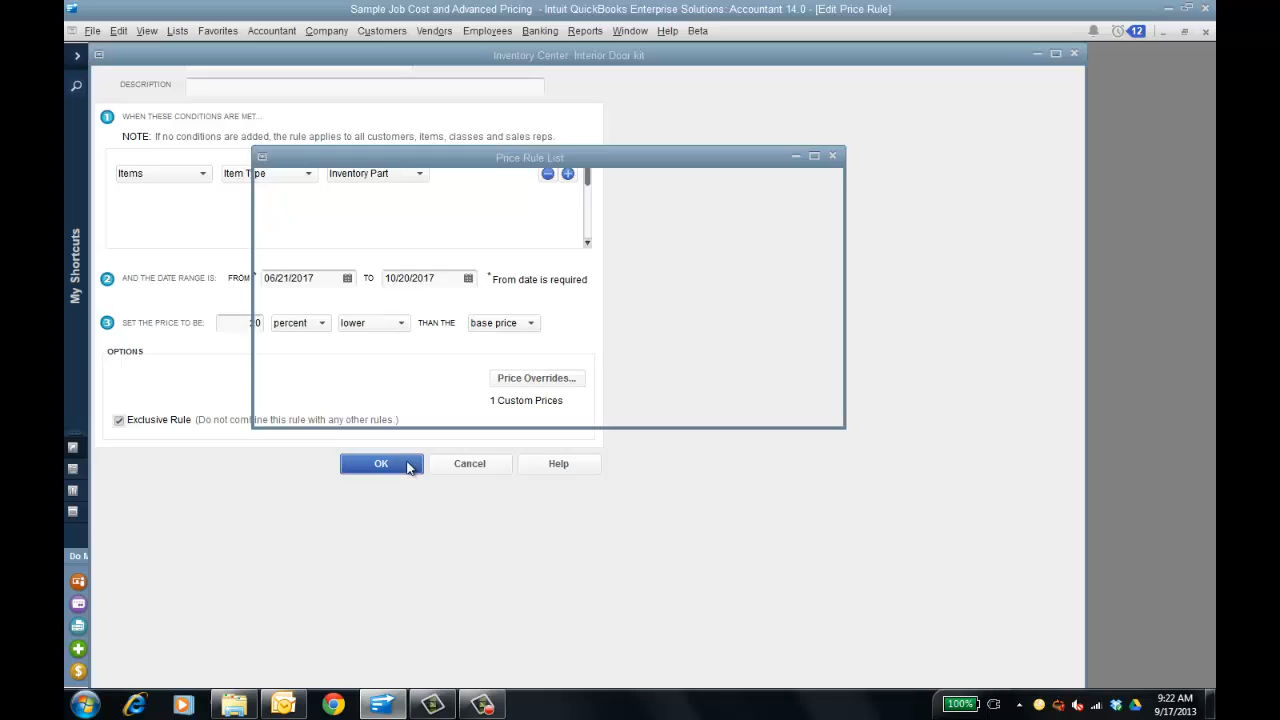 Sample Job Cost and Advanced Pricing - Intuit QuickBooks Enterprise Solutions: Accountant 14.0 - [Edit Price Rule]
File Edit View Lists Favorites Accountant Company Customers Vendors Employees Banking Reports Window Help Beta 12
Inventory Center: Interior Door kit
DESCRIPTION
1 WHEN THESE CONDITIONS ARE MET...
NOTE: If no conditions are added, the rule applies to all customers, items, classes and sales reps.
Price Rule List
Items Item Type Inventory Part
My Shortcuts
2 AND THE DATE RANGE IS: FROM * 06/21/2017 TO 10/20/2017 * From date is required
3 SET THE PRICE TO BE: 20 percent lower THAN THE base price
OPTIONS
Price Overrides...
1 Custom Prices
Exclusive Rule (Do not combine this rule with any other rules.)
OK Cancel Help
Do M
100%
9:22 AM
9/17/2013